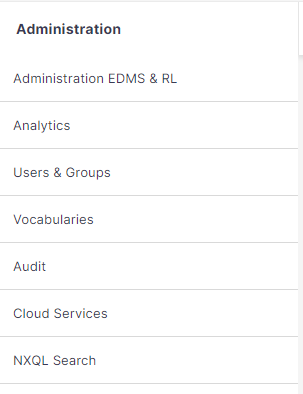 Administration
Administration EDMS & RL
Analytics
Users & Groups
Vocabularies
Audit
Cloud Services
NXQL Search